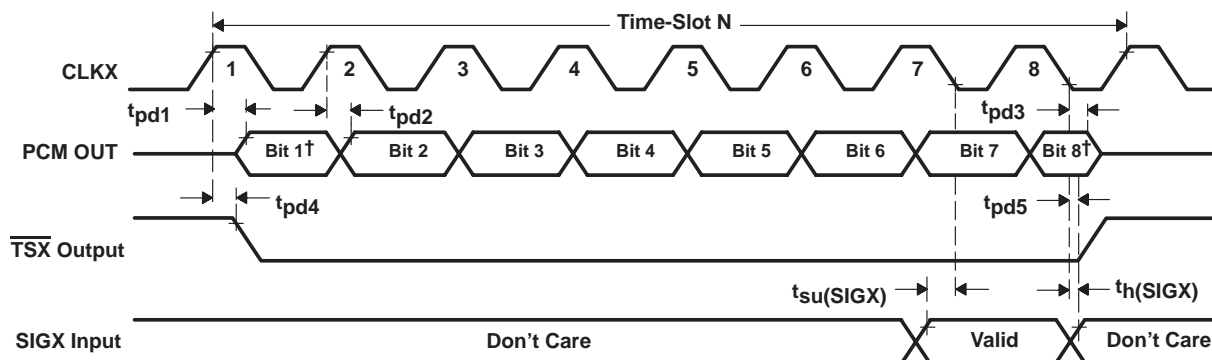 Time-Slot N
CLKX
1 2 3 4 5 6 7 8
tpd1 tpd2 tpd3
PCM OUT
Bit 1† Bit 2 Bit 3 Bit 4 Bit 5 Bit 6 Bit 7 Bit 8†
tpd4 tpd5
TSX Output
tsu(SIGX) th(SIGX)
SIGX Input
Don't Care Valid Don't Care